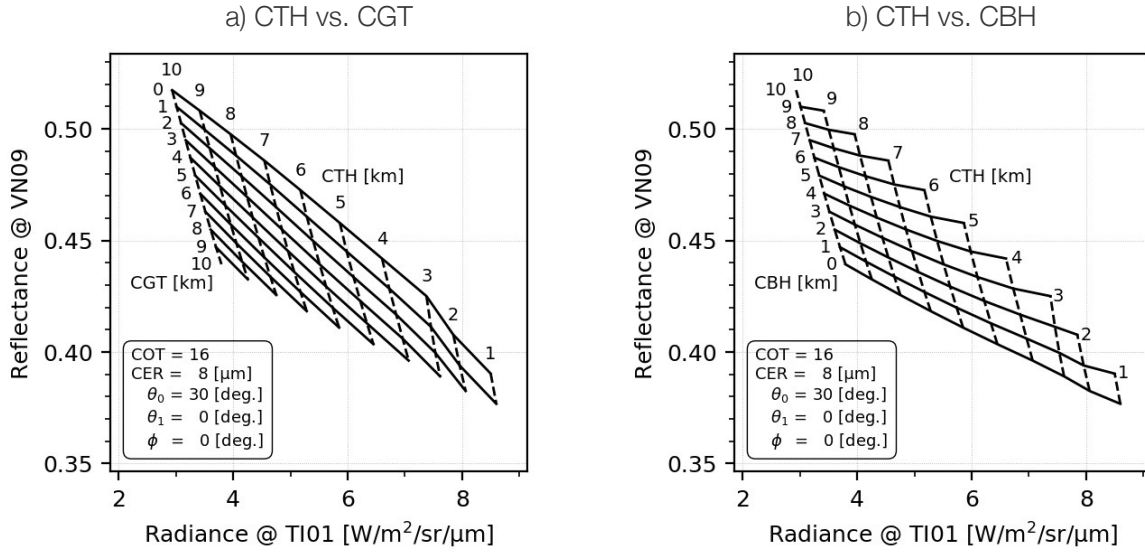 a) CTH vs. CGT
10
0
9
1
8
2
7
3
6
CTH [km]
4
5
5
6
4
7
3
8
2
9
10
1
CGT [km]
0.50
0.45
0.40
0.35
Reflectance @ VN09
COT = 16
CER = 8 [μm]
θ0 = 30 [deg.]
θ1 = 0 [deg.]
ϕ = 0 [deg.]
2 4 6 8
Radiance @ TI01 [W/m²/sr/μm]
b) CTH vs. CBH
10
10
9
9
8
8
7
7
6
CTH [km]
6
5
5
4
4
3
3
2
2
1
1
0
CBH [km]
0.50
0.45
0.40
0.35
Reflectance @ VN09
COT = 16
CER = 8 [μm]
θ0 = 30 [deg.]
θ1 = 0 [deg.]
ϕ = 0 [deg.]
2 4 6 8
Radiance @ TI01 [W/m²/sr/μm]